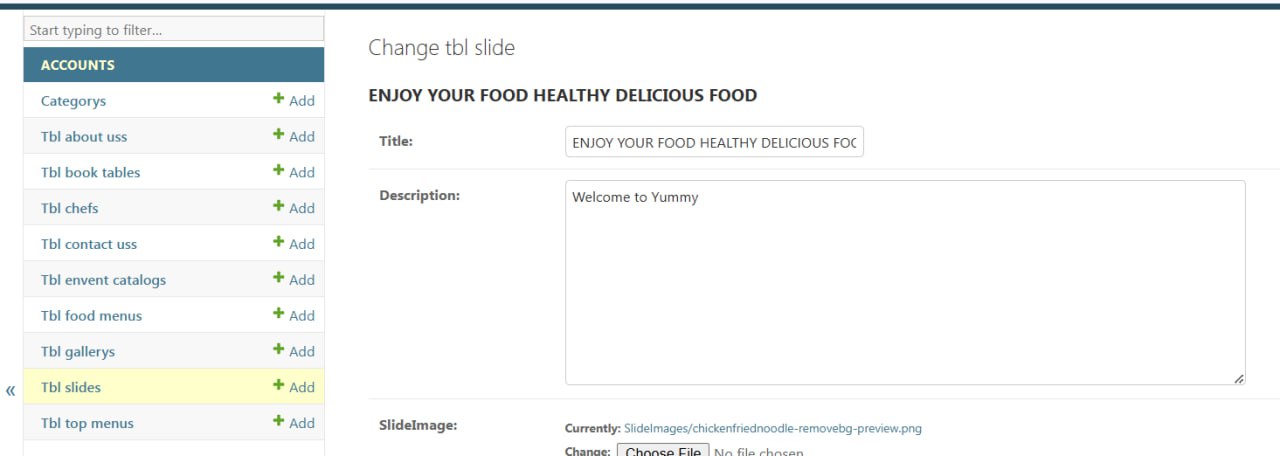 Start typing to filter...
ACCOUNTS
Categorys + Add
Tbl about uss + Add
Tbl book tables + Add
Tbl chefs + Add
Tbl contact uss + Add
Tbl envent catalogs + Add
Tbl food menus + Add
Tbl gallerys + Add
Tbl slides + Add
Tbl top menus + Add
«
Change tbl slide
ENJOY YOUR FOOD HEALTHY DELICIOUS FOOD
Title: ENJOY YOUR FOOD HEALTHY DELICIOUS FOO
Description: Welcome to Yummy
SlideImage: Currently: SlideImages/chickenfriednoodle-removebg-preview.png
Change: Choose File No file chosen